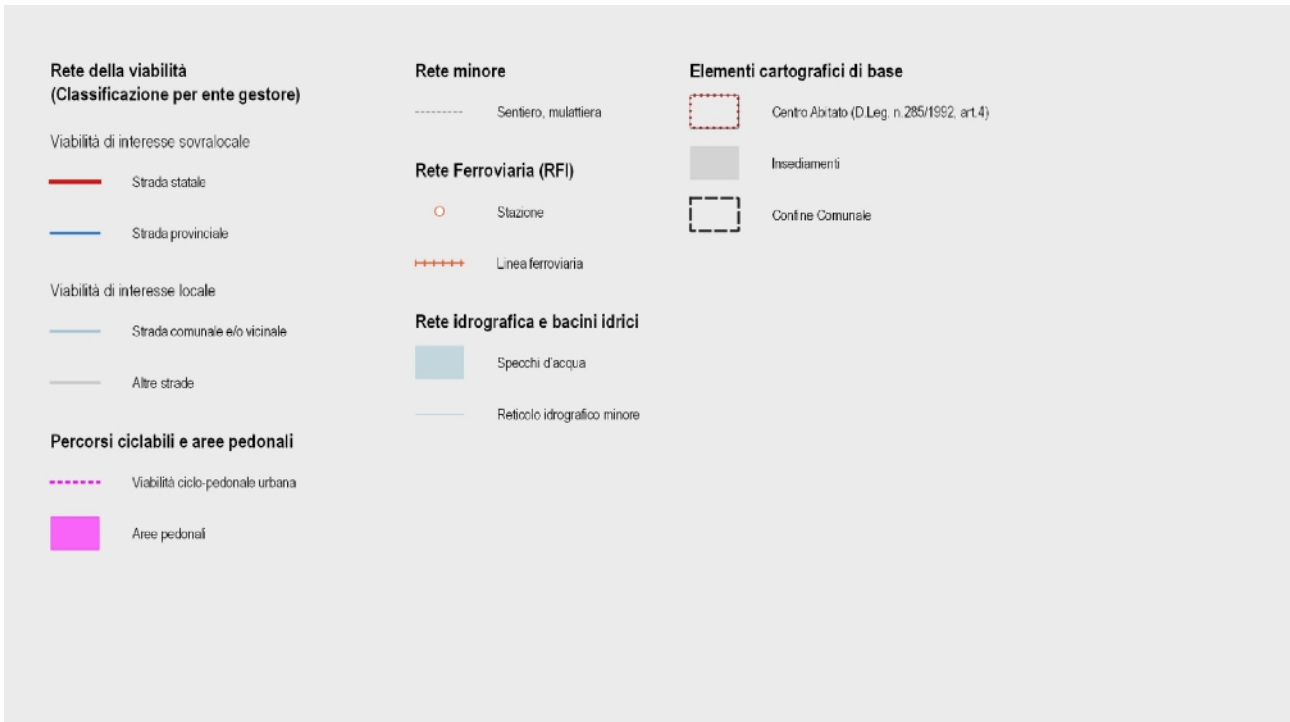 Rete della viabilità
(Classificazione per ente gestore)
Viabilità di interesse sovralocale
Strada statale
Strada provinciale
Viabilità di interesse locale
Strada comunale e/o vicinale
Altre strade
Percorsi ciclabili e aree pedonali
Viabilità ciclo-pedonale urbana
Aree pedonali
Rete minore
Sentiero, mulattiera
Rete Ferroviaria (RFI)
Stazione
Linea ferroviaria
Rete idrografica e bacini idrici
Specchi d'acqua
Reticolo idrografico minore
Elementi cartografici di base
Centro Abitato (D.Leg. n.285/1992, art.4)
Insediamenti
Confine Comunale